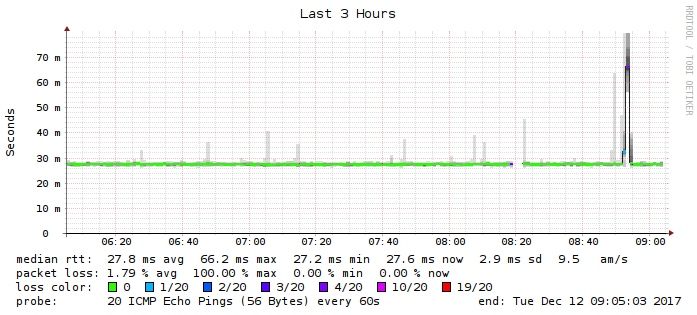 Last 3 Hours
RRDTOOL / TOBI OETIKER
Seconds
70 m
60 m
50 m
40 m
30 m
20 m
10 m
0
06:20 06:40 07:00 07:20 07:40 08:00 08:20 08:40 09:00
median rtt: 27.8 ms avg 66.2 ms max 27.2 ms min 27.6 ms now 2.9 ms sd 9.5 am/s
packet loss: 1.79 % avg 100.00 % max 0.00 % min 0.00 % now
loss color: 0 1/20 2/20 3/20 4/20 10/20 19/20
probe: 20 ICMP Echo Pings (56 Bytes) every 60s end: Tue Dec 12 09:05:03 2017